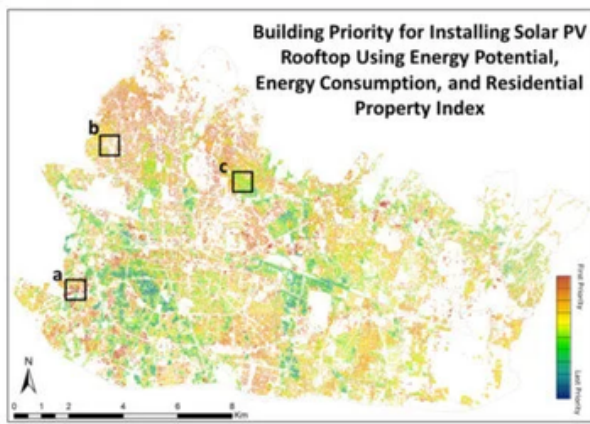 Building Priority for Installing Solar PV
Rooftop Using Energy Potential,
Energy Consumption, and Residential
Property Index
b
c
a
First Priority
Last Priority
N
0 1 2 4 6 8
Km